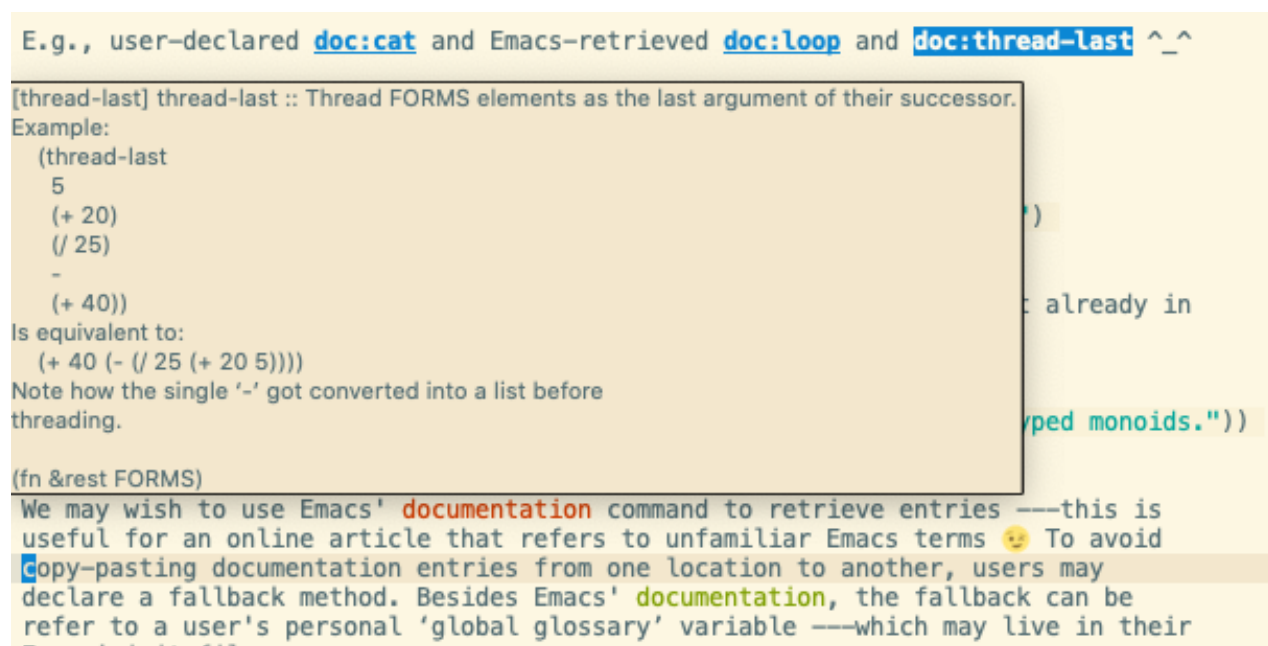 E.g., user–declared doc:cat and Emacs–retrieved doc:loop and doc:thread–last ^_^
[thread-last] thread-last :: Thread FORMS elements as the last argument of their successor.
Example:
(thread-last
5
(+ 20)
")
(/ 25)
-
(+ 40))
already in
Is equivalent to:
(+ 40 (- (/ 25 (+ 20 5))))
Note how the single ‘-’ got converted into a list before
threading.
yped monoids."))
(fn &rest FORMS)
We may wish to use Emacs' documentation command to retrieve entries ———this is
useful for an online article that refers to unfamiliar Emacs terms 😉 To avoid
copy–pasting documentation entries from one location to another, users may
declare a fallback method. Besides Emacs' documentation, the fallback can be
refer to a user's personal ‘global glossary’ variable ———which may live in their